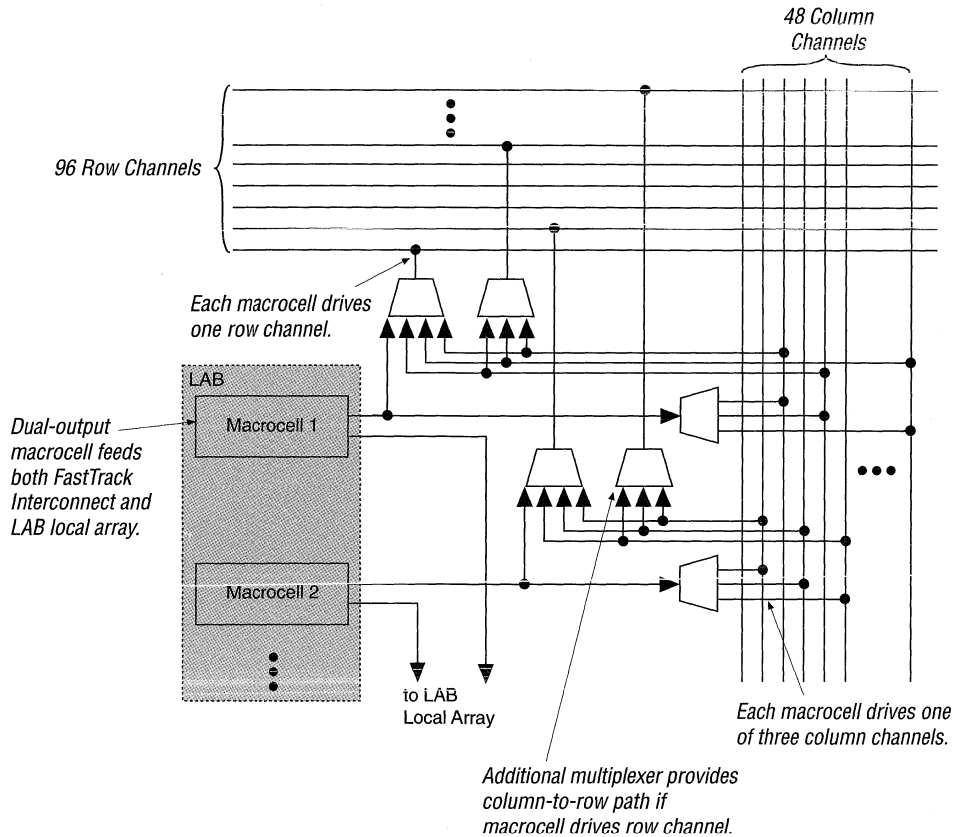 48 Column
Channels
96 Row Channels
Each macrocell drives
one row channel.
LAB
Macrocell 1
Dual-output
macrocell feeds
both FastTrack
Interconnect and
LAB local array.
Macrocell 2
to LAB
Local Array
Each macrocell drives one
of three column channels.
Additional multiplexer provides
column-to-row path if
macrocell drives row channel.